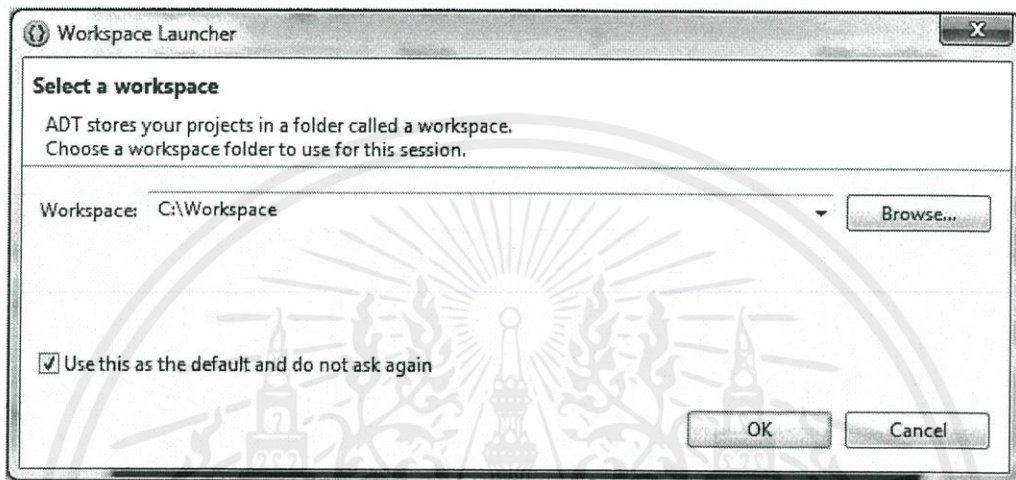 Workspace Launcher
Select a workspace
ADT stores your projects in a folder called a workspace.
Choose a workspace folder to use for this session.
Workspace: C:\Workspace Browse...
Use this as the default and do not ask again
OK Cancel